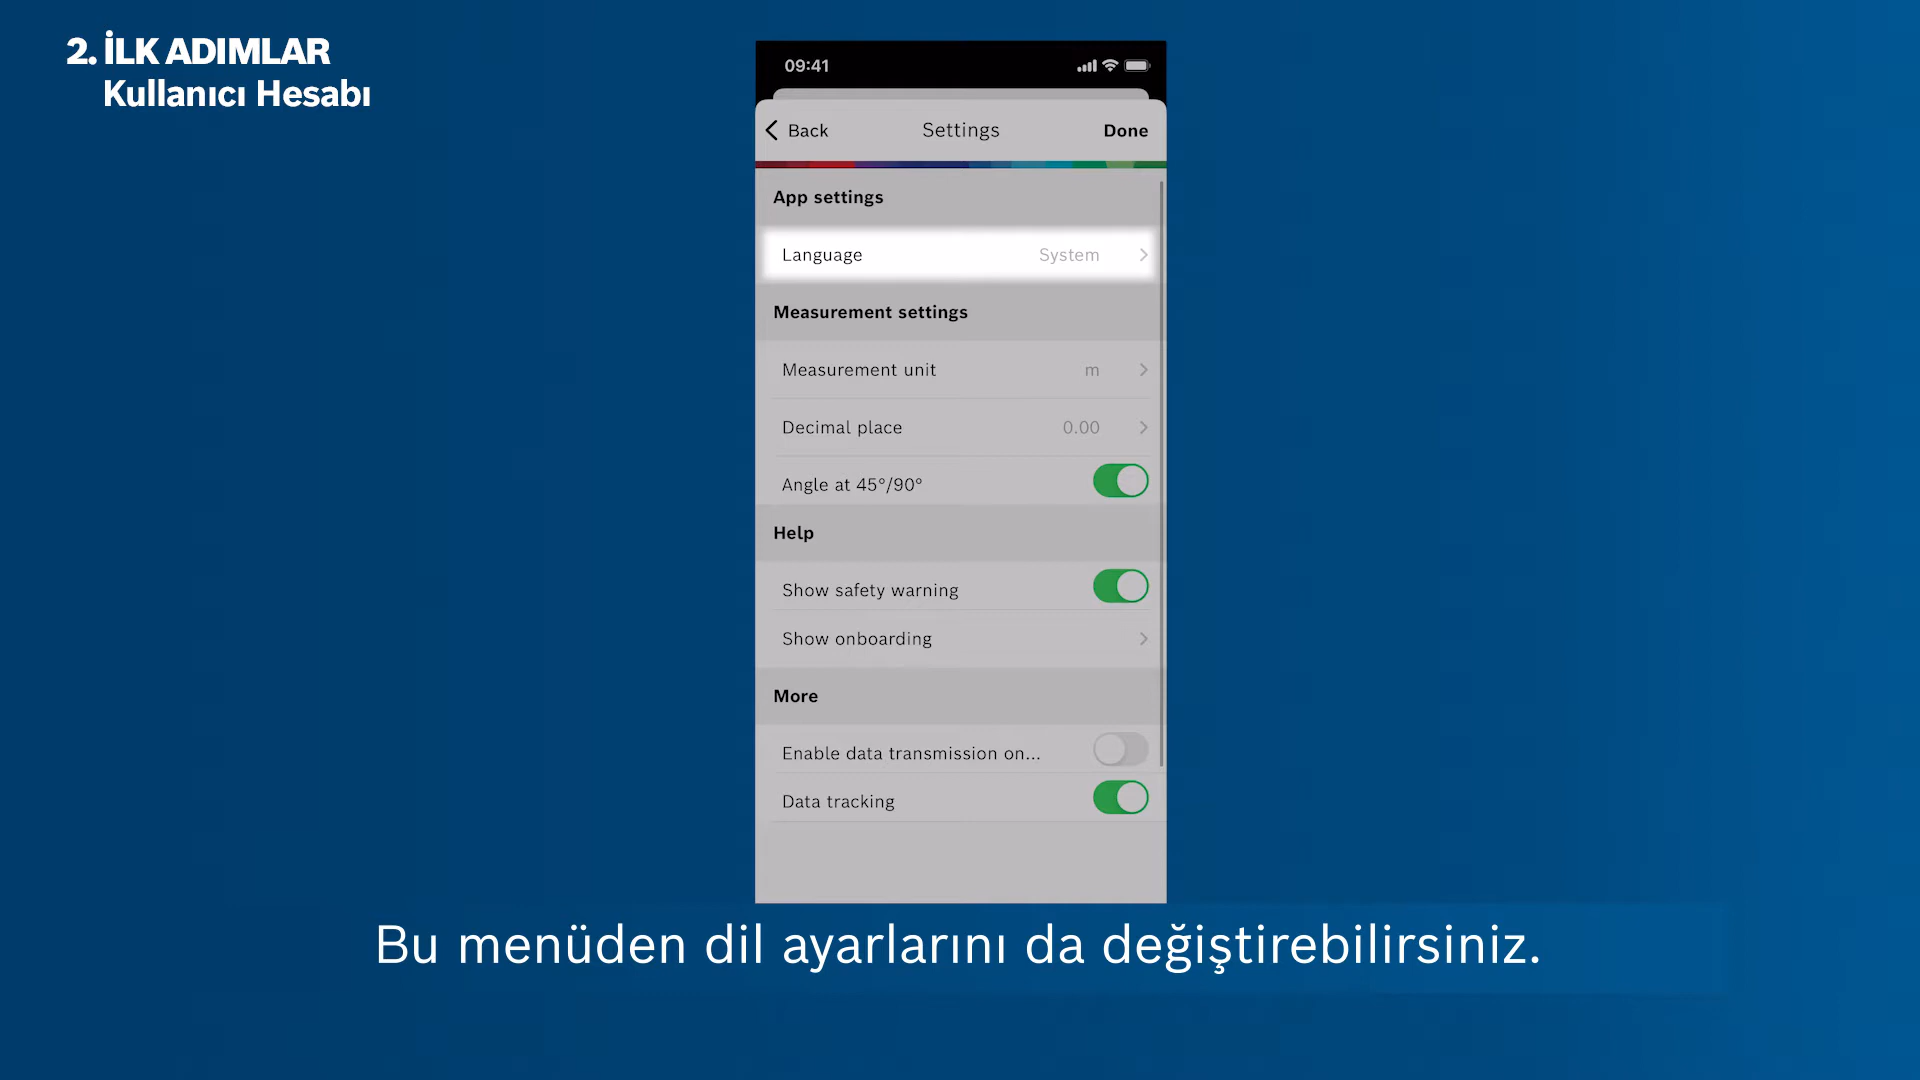 2. İLK ADIMLAR
Kullanıcı Hesabı
09:41
Back Settings Done
App settings
Language System
Measurement settings
Measurement unit m
Decimal place 0.00
Angle at 45°/90°
Help
Show safety warning
Show onboarding
More
Enable data transmission on...
Data tracking
Bu menüden dil ayarlarını da değiştirebilirsiniz.